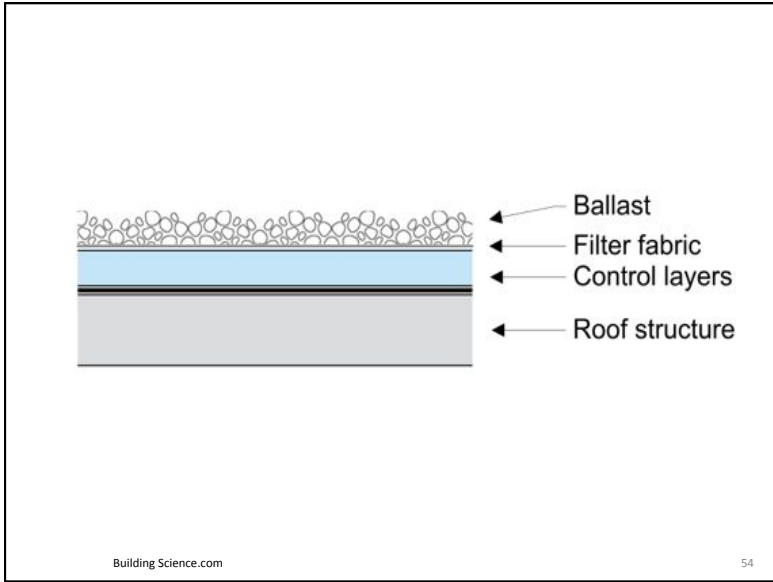 Ballast
Filter fabric
Control layers
Roof structure
Building Science.com
54